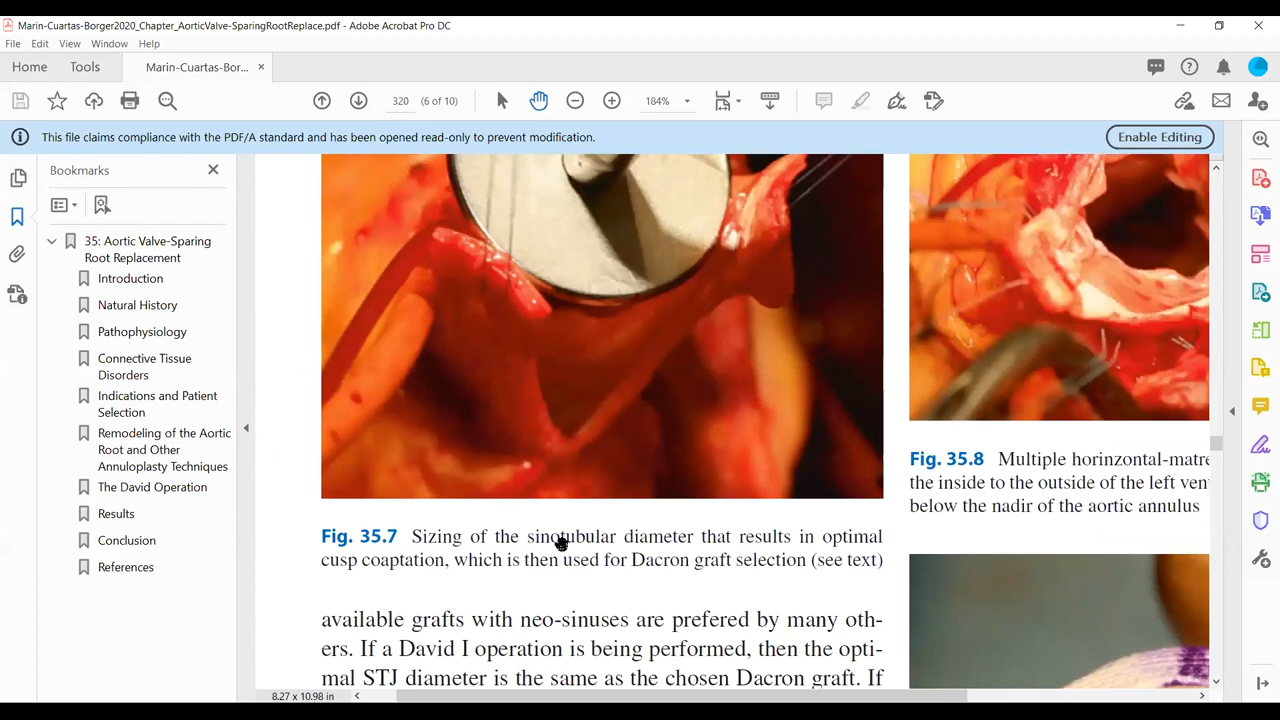 Marin-Cuartas-Borger2020_Chapter_AorticValve-SparingRootReplace.pdf - Adobe Acrobat Pro DC
File Edit View Window Help
Home Tools Marin-Cuartas-Bor... ×
320 (6 of 10) 184%
This file claims compliance with the PDF/A standard and has been opened read-only to prevent modification. Enable Editing
Bookmarks
35: Aortic Valve-Sparing
Root Replacement
Introduction
Natural History
Pathophysiology
Connective Tissue
Disorders
Indications and Patient
Selection
Remodeling of the Aortic
Root and Other
Annuloplasty Techniques
The David Operation
Results
Conclusion
References
Fig. 35.7 Sizing of the sinotubular diameter that results in optimal
cusp coaptation, which is then used for Dacron graft selection (see text)
available grafts with neo-sinuses are prefered by many oth-
ers. If a David I operation is being performed, then the opti-
mal STJ diameter is the same as the chosen Dacron graft. If
Fig. 35.8 Multiple horinzontal-matre
the inside to the outside of the left ven
below the nadir of the aortic annulus
8.27 x 10.98 in